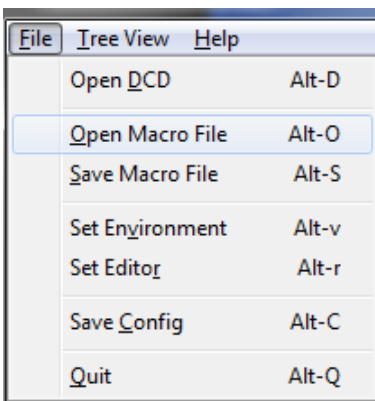 File Tree View Help
Open DCD Alt-D
Open Macro File Alt-O
Save Macro File Alt-S
Set Environment Alt-v
Set Editor Alt-r
Save Config Alt-C
Quit Alt-Q